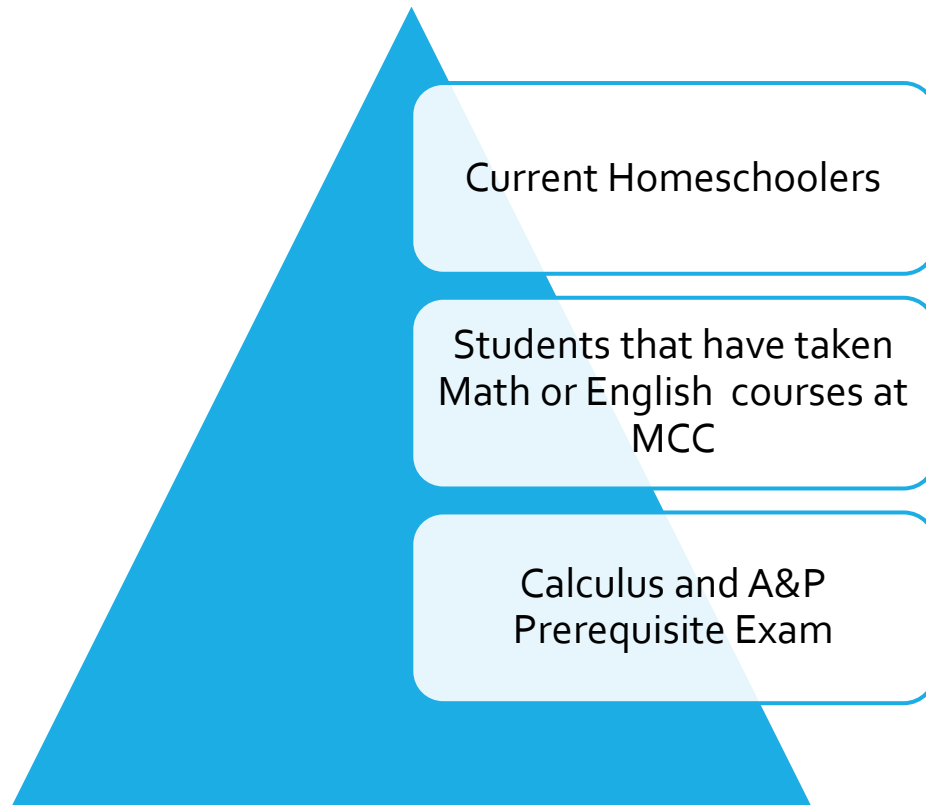 Current Homeschoolers
Students that have taken
Math or English  courses at
MCC
Calculus and A&P
Prerequisite Exam